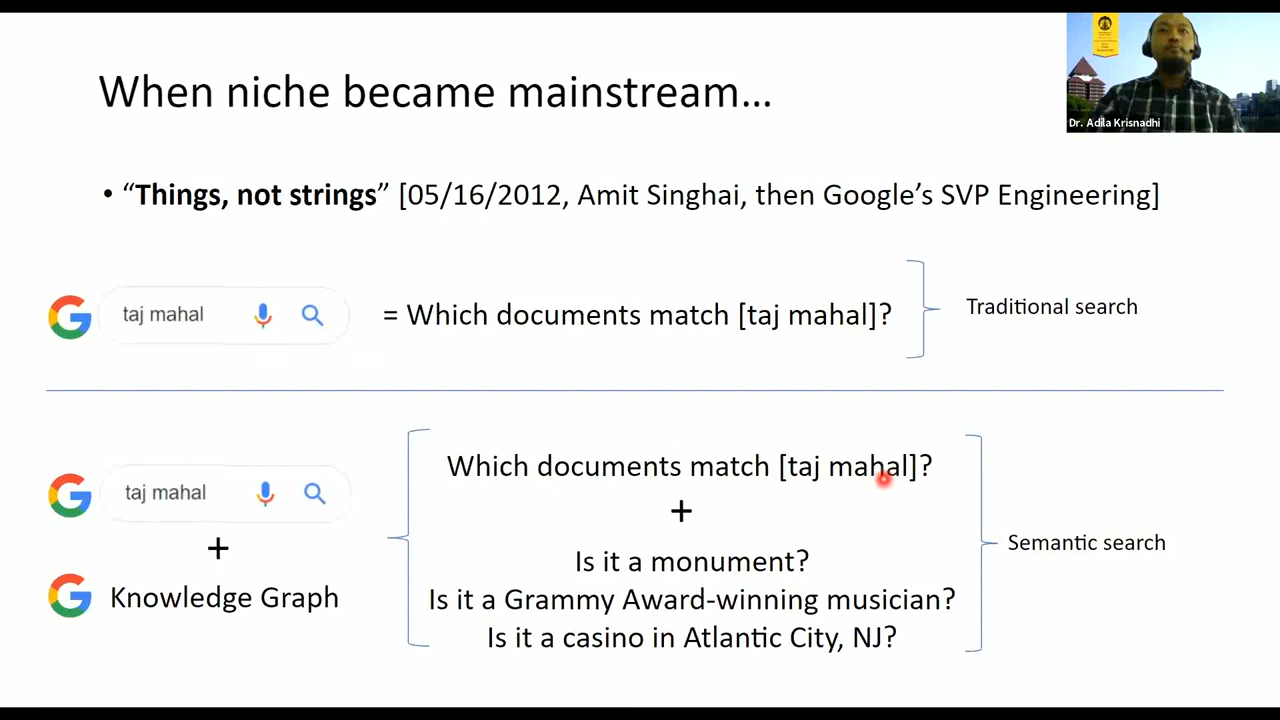 When niche became mainstream...
Dr. Adila Krisnadhi
• “Things, not strings” [05/16/2012, Amit Singhai, then Google’s SVP Engineering]
taj mahal
= Which documents match [taj mahal]?
Traditional search
taj mahal
+
Knowledge Graph
Which documents match [taj mahal]?
+
Is it a monument?
Is it a Grammy Award-winning musician?
Is it a casino in Atlantic City, NJ?
Semantic search